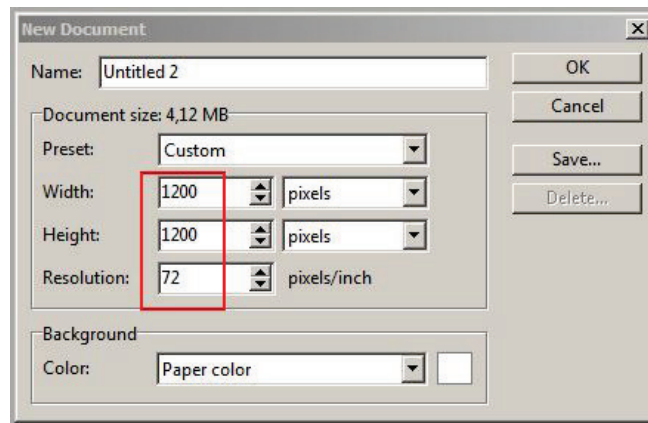 New Document
Name: Untitled 2
OK
Document size: 4,12 MB
Cancel
Preset: Custom
Save...
Width: 1200 pixels
Delete...
Height: 1200 pixels
Resolution: 72 pixels/inch
Background
Color: Paper color